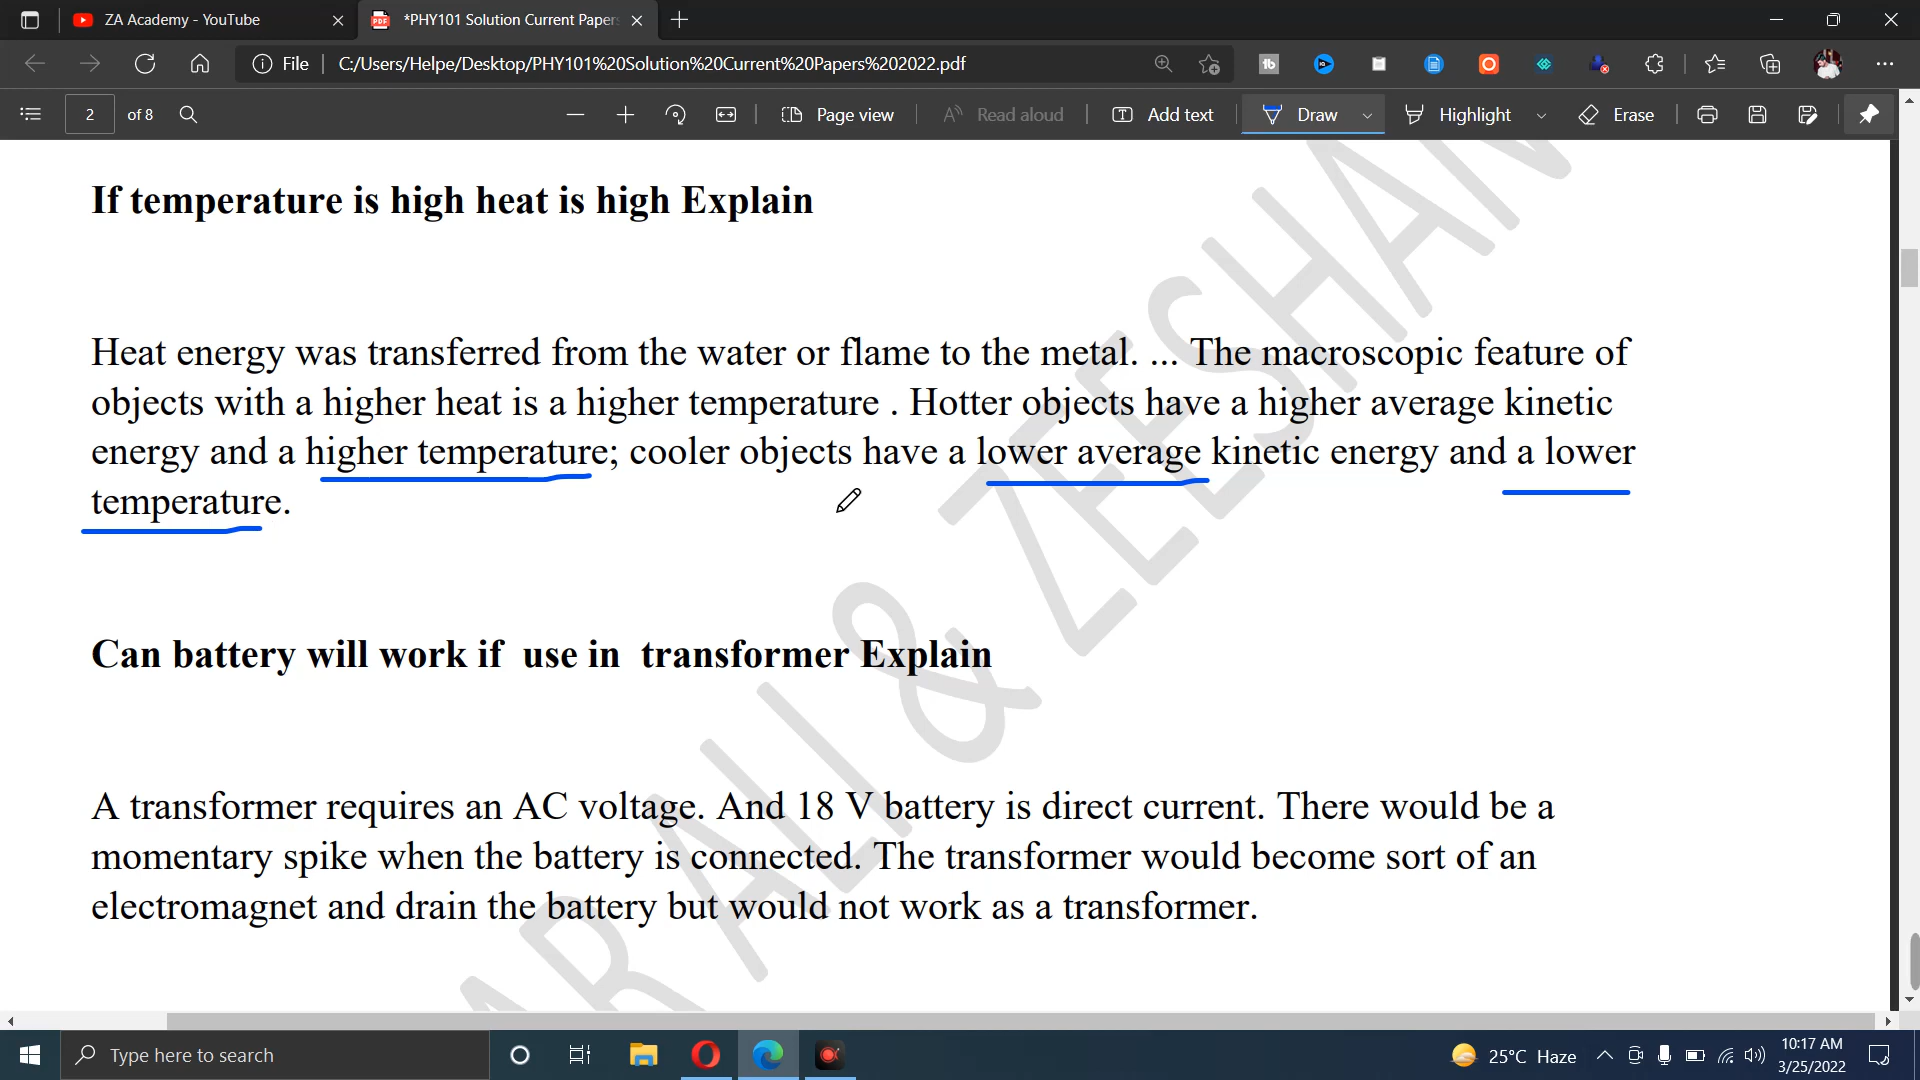 ZA Academy - YouTube
*PHY101 Solution Current Papers
File
C:/Users/Helpe/Desktop/PHY101%20Solution%20Current%20Papers%202022.pdf
2 of 8
Page view
Read aloud
Add text
Draw
Highlight
Erase
If temperature is high heat is high Explain
Heat energy was transferred from the water or flame to the metal. ... The macroscopic feature of
objects with a higher heat is a higher temperature . Hotter objects have a higher average kinetic
energy and a higher temperature; cooler objects have a lower average kinetic energy and a lower
temperature.
Can battery will work if use in transformer Explain
A transformer requires an AC voltage. And 18 V battery is direct current. There would be a
momentary spike when the battery is connected. The transformer would become sort of an
electromagnet and drain the battery but would not work as a transformer.
AR ALI & ZEESHAN
Type here to search
25°C Haze
10:17 AM
3/25/2022